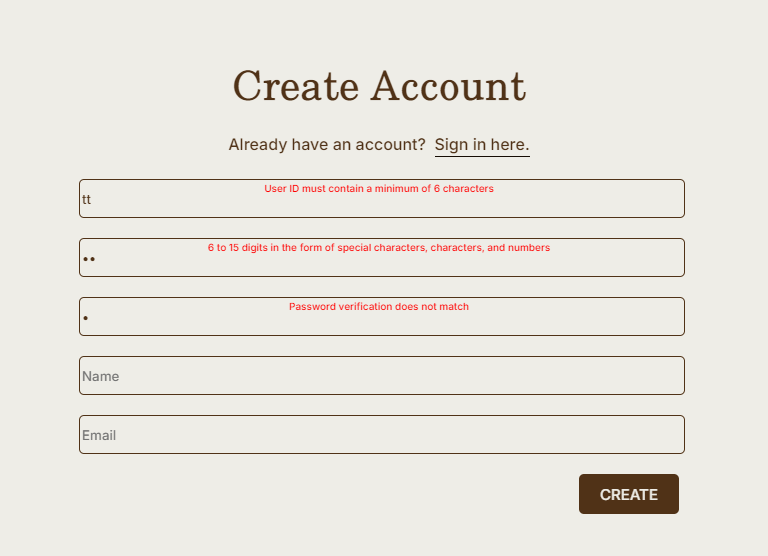 Create Account
Already have an account? Sign in here.
User ID must contain a minimum of 6 characters
tt
6 to 15 digits in the form of special characters, characters, and numbers
••
Password verification does not match
•
Name
Email
CREATE